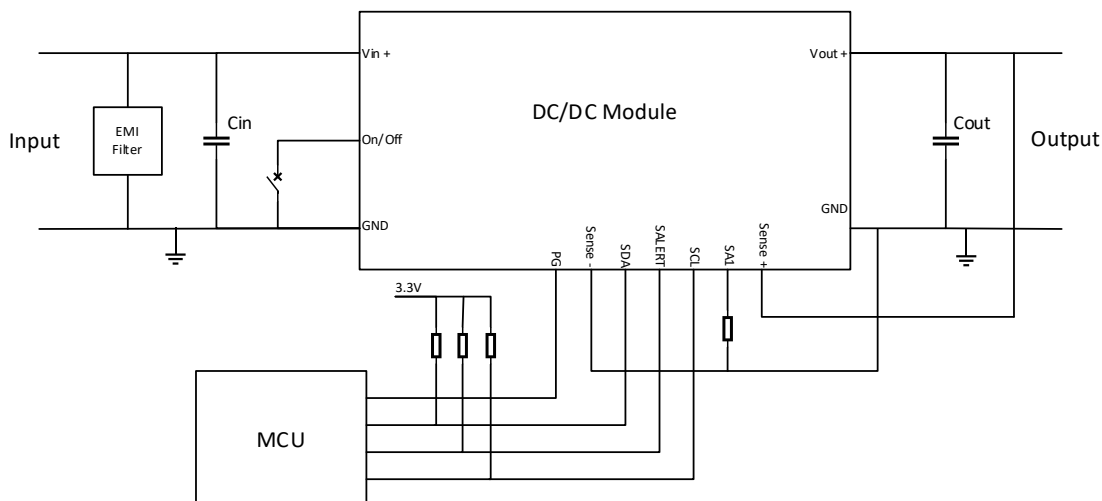 Vin +
Vout +
DC/DC Module
Input
EMI
Filter
Cin
On/Off
Cout
Output
GND
GND
PG
Sense -
SDA
SALERT
SCL
SA1
Sense +
3.3V
MCU